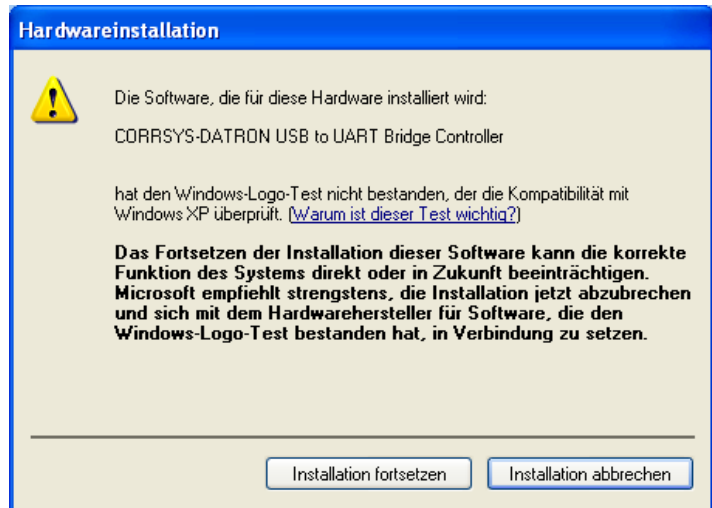 Hardwareinstallation
Die Software, die für diese Hardware installiert wird:
CORRSYS-DATRON USB to UART Bridge Controller
hat den Windows-Logo-Test nicht bestanden, der die Kompatibilität mit
Windows XP überprüft. (Warum ist dieser Test wichtig?)
Das Fortsetzen der Installation dieser Software kann die korrekte
Funktion des Systems direkt oder in Zukunft beeinträchtigen.
Microsoft empfiehlt strengstens, die Installation jetzt abzubrechen
und sich mit dem Hardwarehersteller für Software, die den
Windows-Logo-Test bestanden hat, in Verbindung zu setzen.
Installation fortsetzen
Installation abbrechen